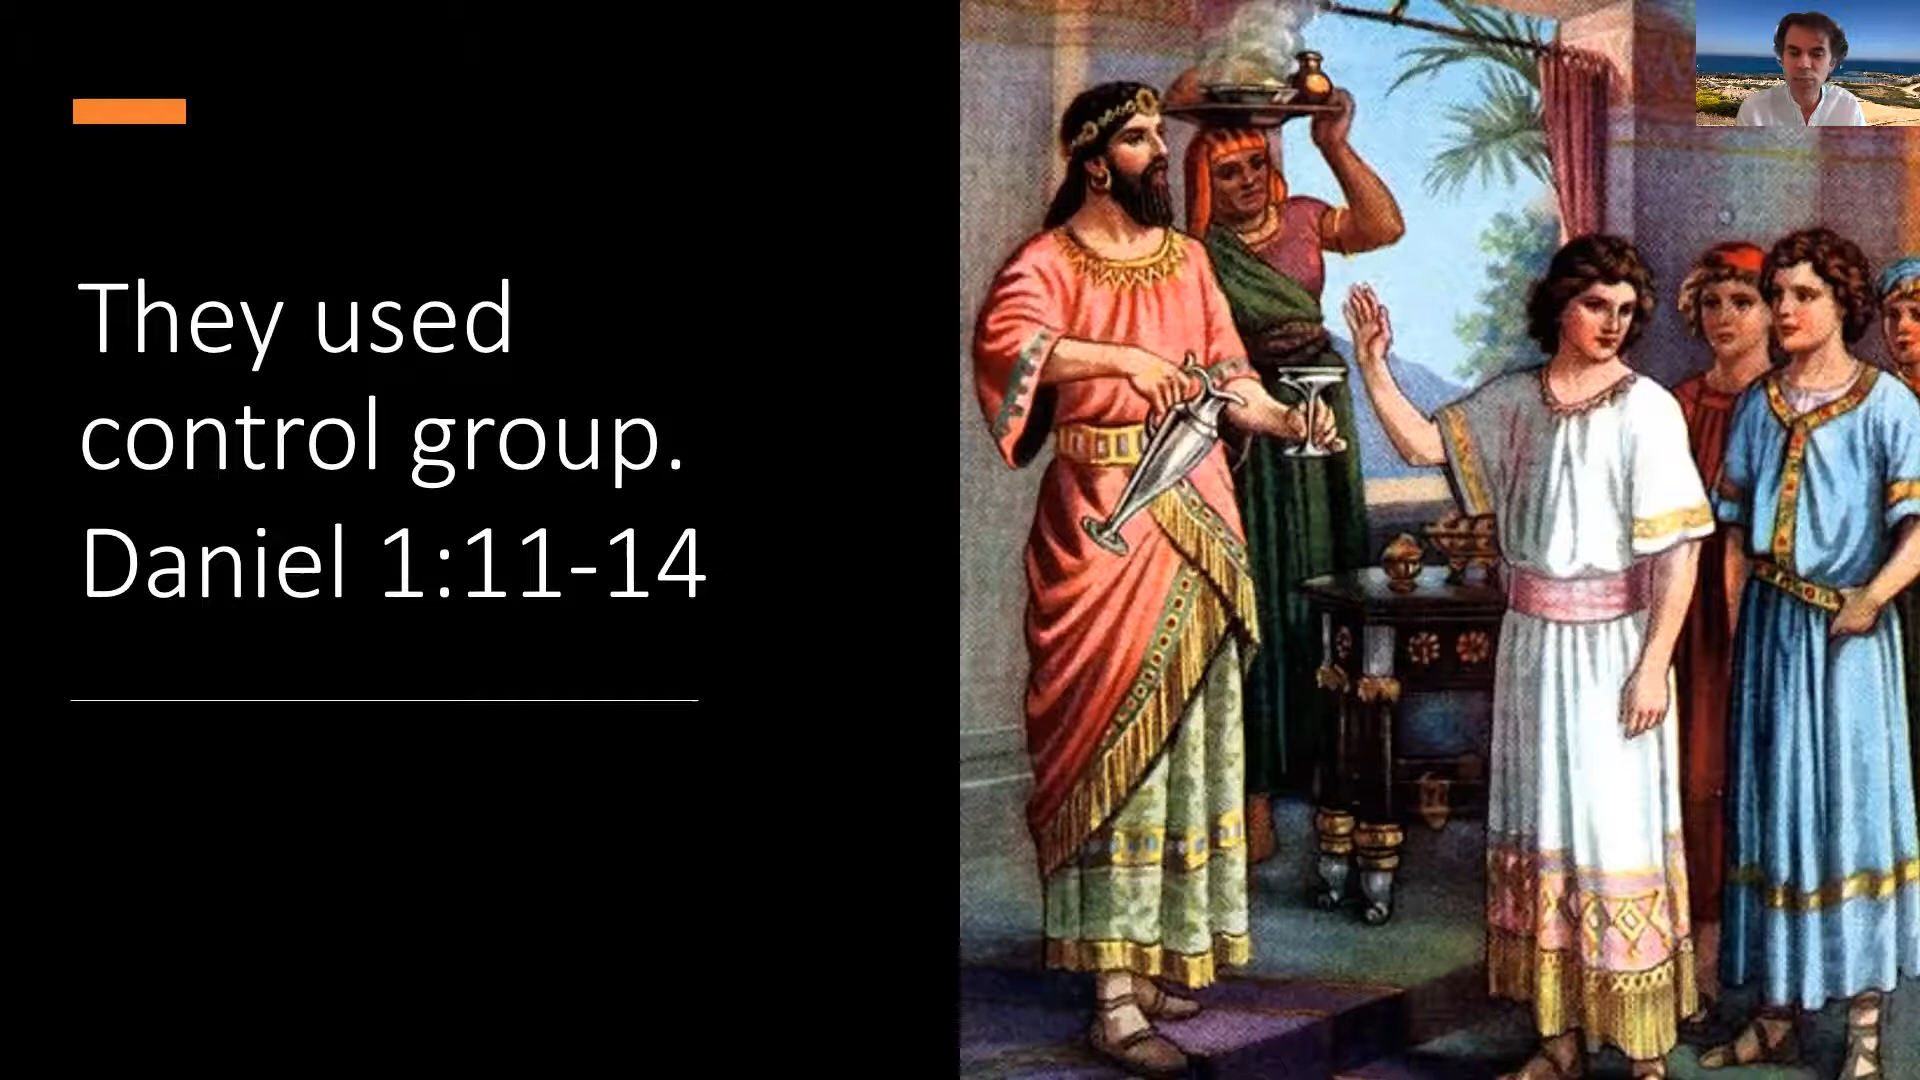 They used
control group.
Daniel 1:11-14